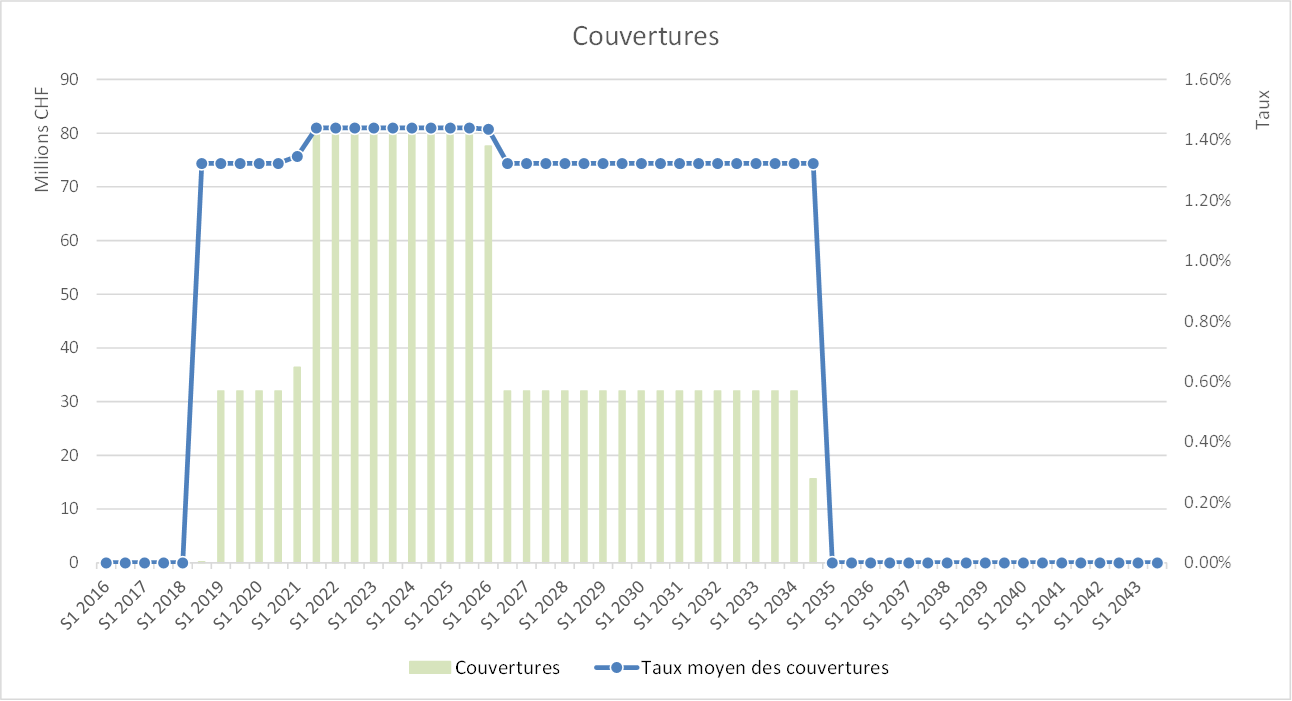 Couvertures
Millions CHF
Taux
90
80
70
60
50
40
30
20
10
0
1.60%
1.40%
1.20%
1.00%
0.80%
0.60%
0.40%
0.20%
0.00%
S1 2016
S1 2017
S1 2018
S1 2019
S1 2020
S1 2021
S1 2022
S1 2023
S1 2024
S1 2025
S1 2026
S1 2027
S1 2028
S1 2029
S1 2030
S1 2031
S1 2032
S1 2033
S1 2034
S1 2035
S1 2036
S1 2037
S1 2038
S1 2039
S1 2040
S1 2041
S1 2042
S1 2043
Couvertures
Taux moyen des couvertures